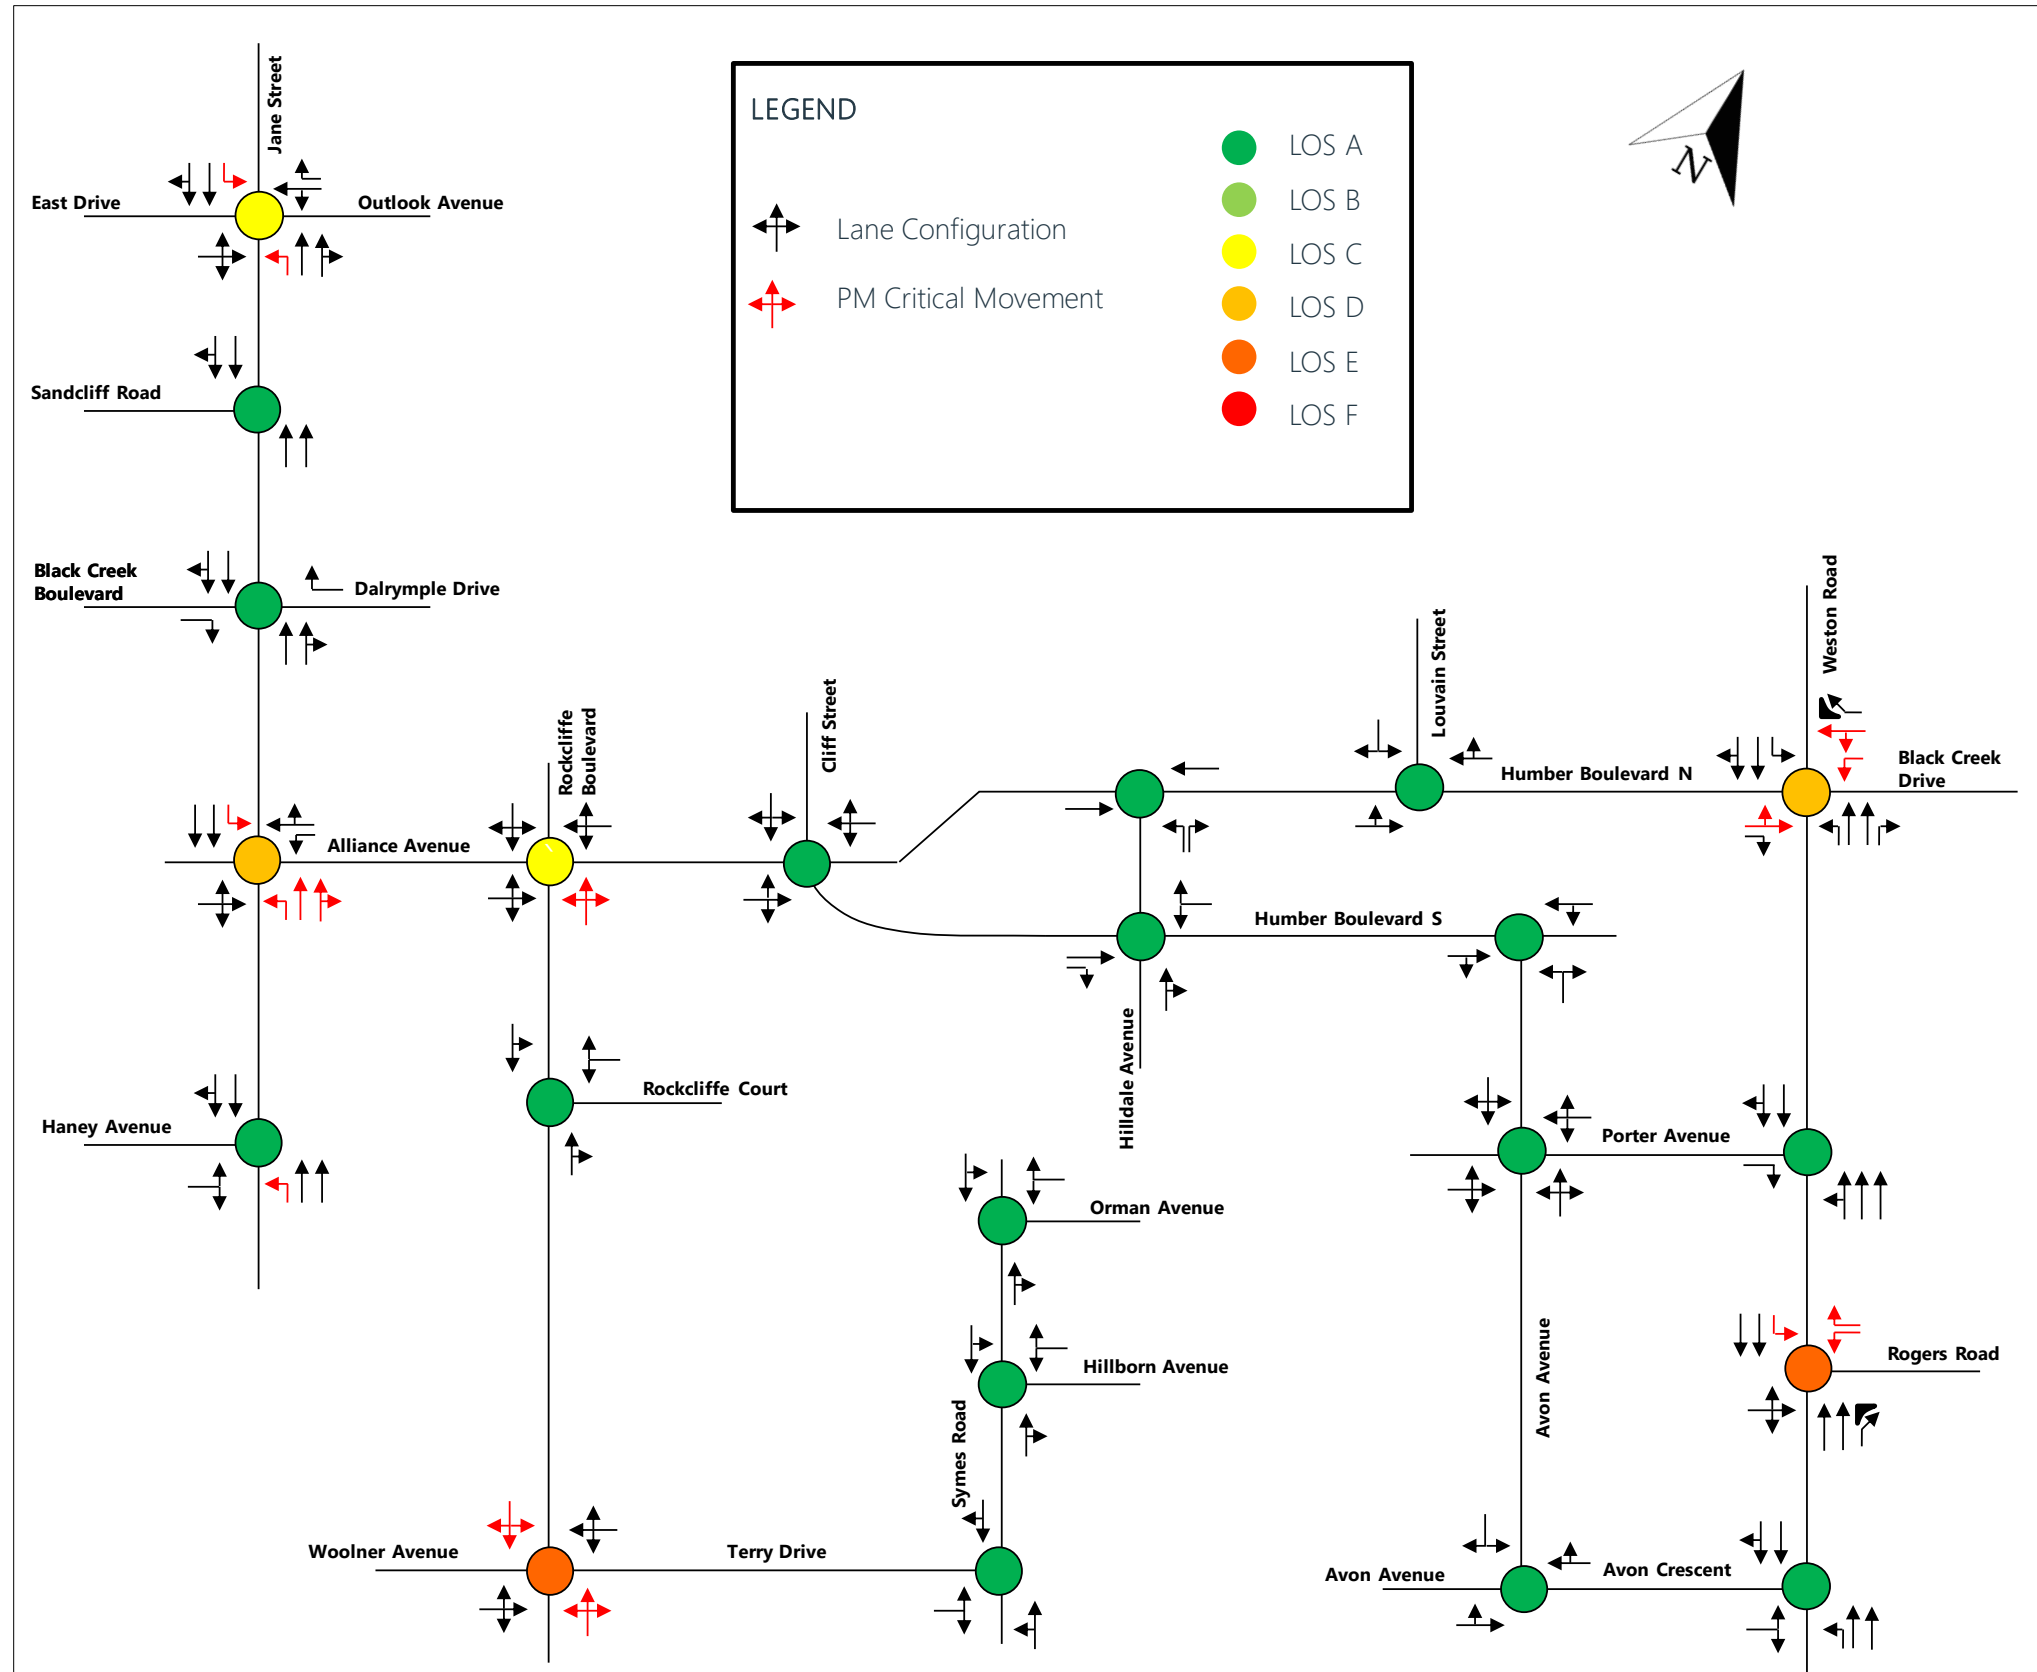 Jane Street
East Drive
Outlook Avenue
Sandcliff Road
Black Creek
Boulevard
Dalrymple Drive
LEGEND
Lane Configuration
PM Critical Movement
LOS A
LOS B
LOS C
LOS D
LOS E
LOS F
N
Alliance Avenue
Rockcliffe
Boulevard
Cliff Street
Louvain Street
Weston Road
Humber Boulevard N
Black Creek
Drive
Humber Boulevard S
Hilldale Avenue
Haney Avenue
Rockcliffe Court
Porter Avenue
Orman Avenue
Hillborn Avenue
Symes Road
Avon Avenue
Rogers Road
Woolner Avenue
Terry Drive
Avon Avenue
Avon Crescent